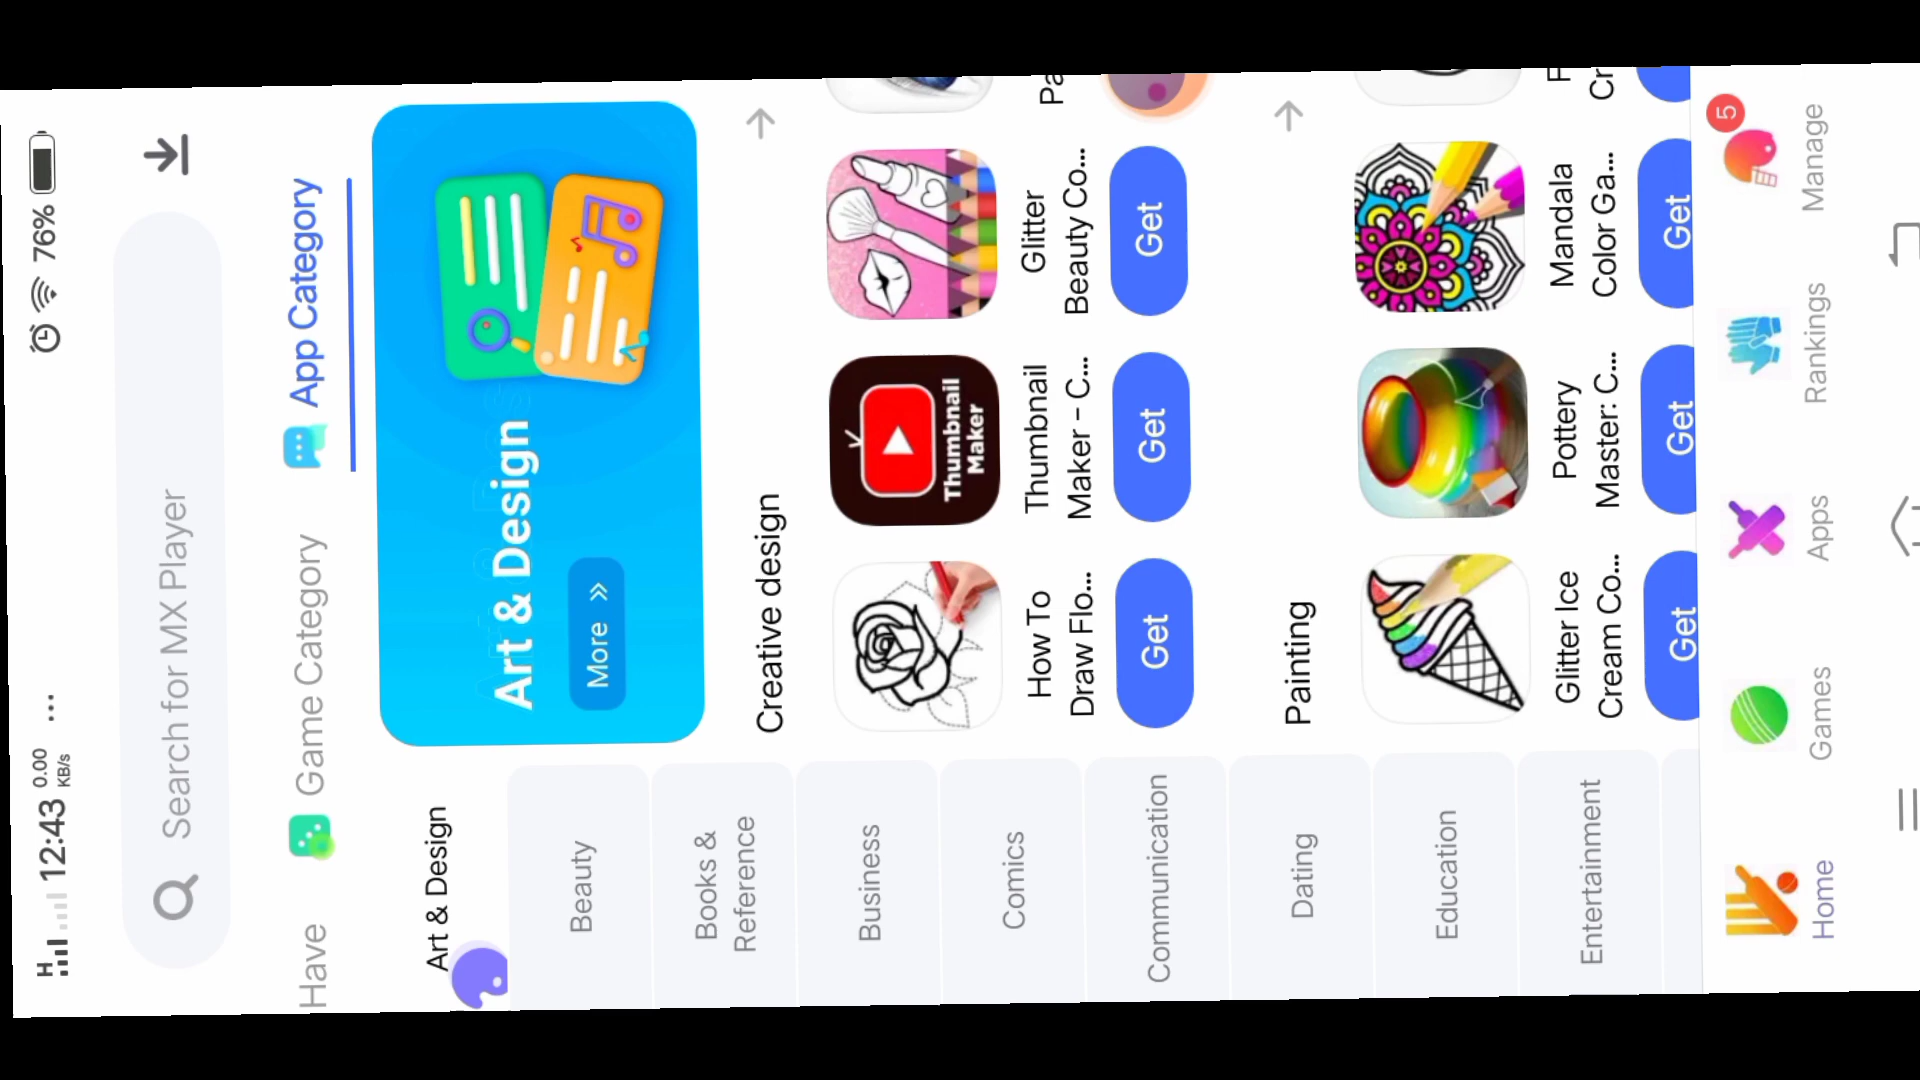 H 12:43 0.00 KB/s ... 76%
Search for MX Player
Have
Game Category
App Category
Art & Design
Beauty
Books &
Reference
Business
Comics
Communication
Dating
Education
Entertainment
Art & Design
More »
Creative design
Thumbnail
Maker
How To
Draw Flo...
Get
Thumbnail
Maker - C...
Get
Glitter
Beauty Co...
Get
Pa
Painting
Glitter Ice
Cream Co...
Get
Pottery
Master: C...
Get
Mandala
Color Ga...
Get
F
Cr
Home
Games
Apps
Rankings
Manage
5